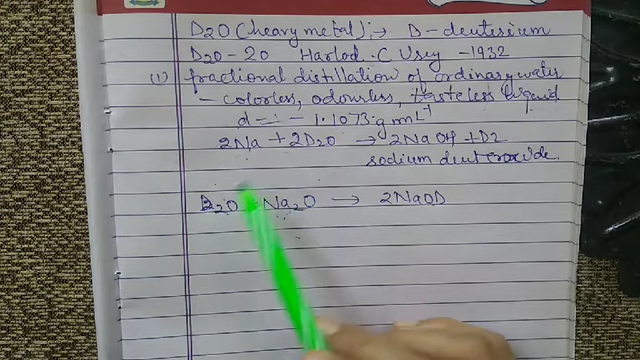 D2O (heavy metal) :→ D - deuterium
D2O - 20 Harlod . C Urey - 1932
(1) fractional distillation of ordinary water
- colorless, odourless, tasteless liquid
d = :- 1.1073 g mL⁻¹
2Na + 2D2O → 2NaOH + D2
sodium deuteroxide.
D2O + Na2O → 2NaOD